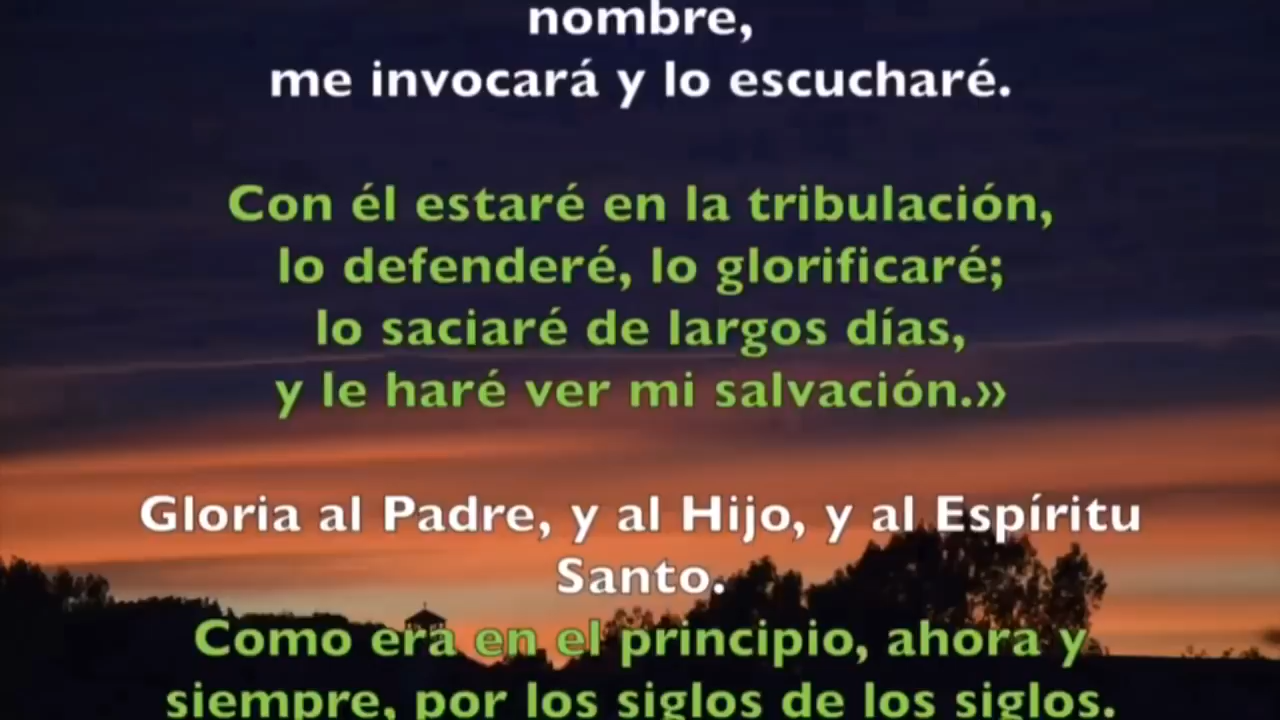 nombre,
me invocará y lo escucharé.
Con él estaré en la tribulación,
lo defenderé, lo glorificaré;
lo saciaré de largos días,
y le haré ver mi salvación.»
Gloria al Padre, y al Hijo, y al Espíritu
Santo.
Como era en el principio, ahora y
siempre, por los siglos de los siglos.